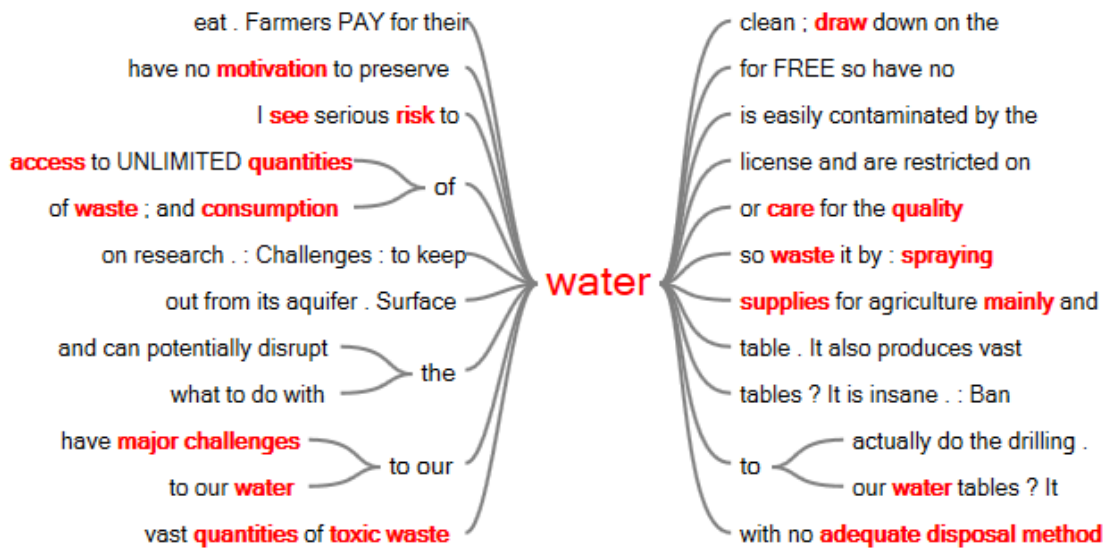 eat . Farmers PAY for their
have no motivation to preserve
I see serious risk to
access to UNLIMITED quantities
of
of waste ; and consumption
on research . : Challenges : to keep
out from its aquifer . Surface
and can potentially disrupt
the
what to do with
have major challenges
to our
to our water
vast quantities of toxic waste
water
clean ; draw down on the
for FREE so have no
is easily contaminated by the
license and are restricted on
or care for the quality
so waste it by : spraying
supplies for agriculture mainly and
table . It also produces vast
tables ? It is insane . : Ban
to
actually do the drilling .
our water tables ? It
with no adequate disposal method